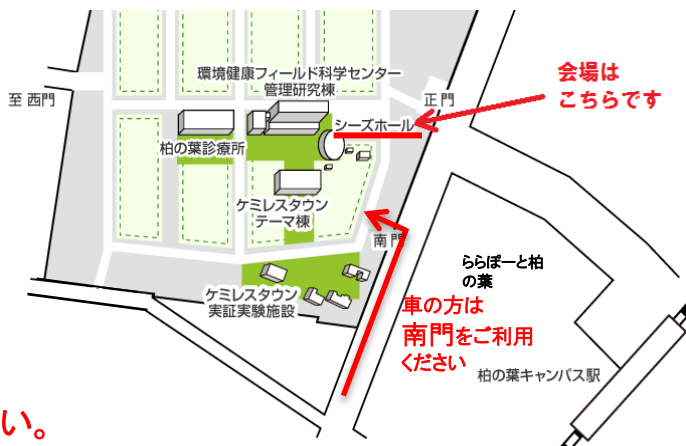 環境健康フィールド科学センター
管理研究棟
会場は
こちらです
至 西門
正門
シーズホール
柏の葉診療所
ケミレスタウン
テーマ棟
南門
ららぽーと柏
の葉
ケミレスタウン
実証実験施設
車の方は
南門をご利用
ください
柏の葉キャンパス駅
い。